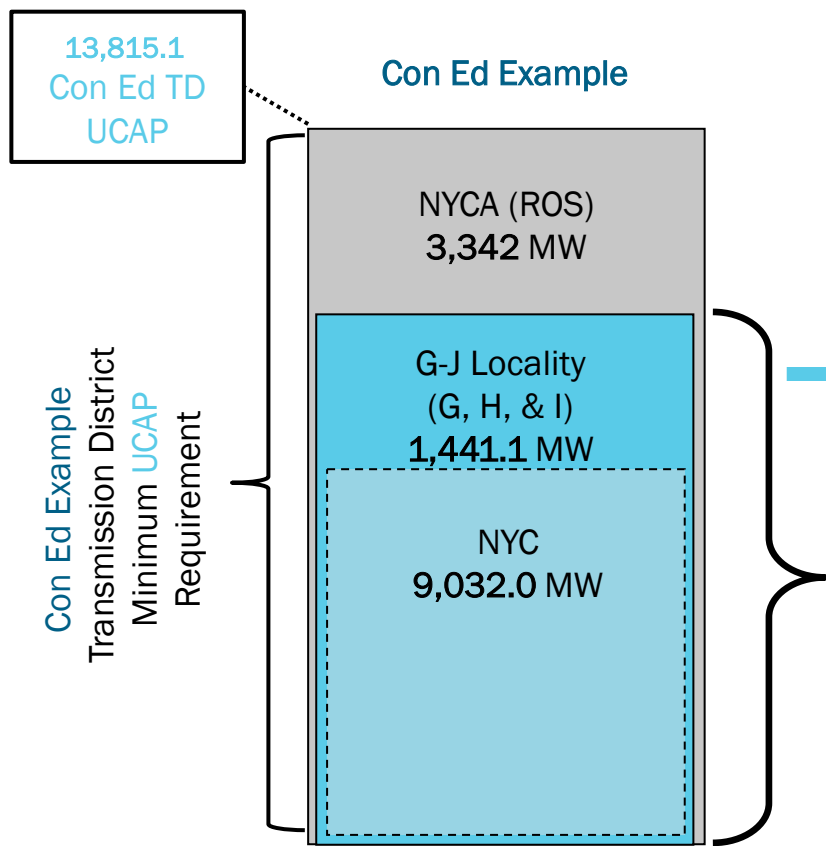 13,815.1
Con Ed TD
UCAP
Con Ed Example
NYCA (ROS)
3,342 MW
G-J Locality
(G, H, & I)
1,441.1 MW
NYC
9,032.0 MW
Con Ed Example
Transmission District
Minimum UCAP
Requirement